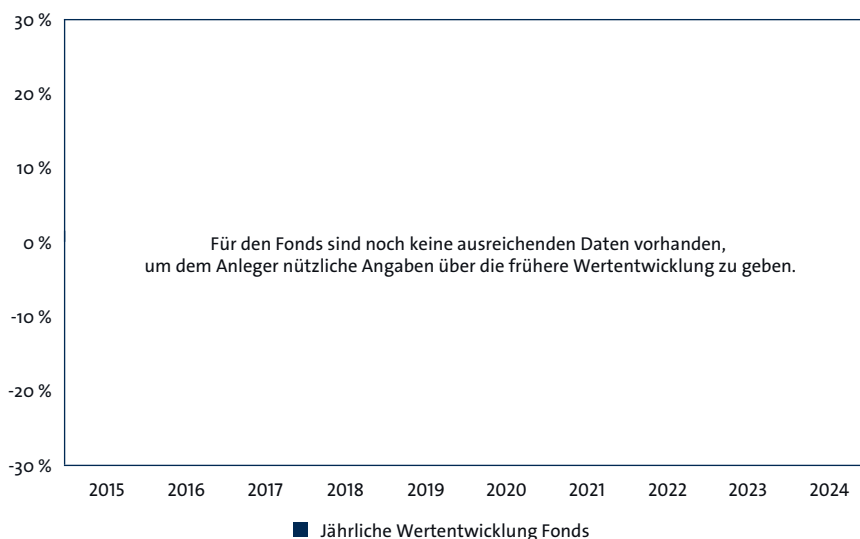 30 %
20 %
10 %
0 %
Für den Fonds sind noch keine ausreichenden Daten vorhanden,
um dem Anleger nützliche Angaben über die frühere Wertentwicklung zu geben.
-10 %
-20 %
-30 %
2015 2016 2017 2018 2019 2020 2021 2022 2023 2024
Jährliche Wertentwicklung Fonds